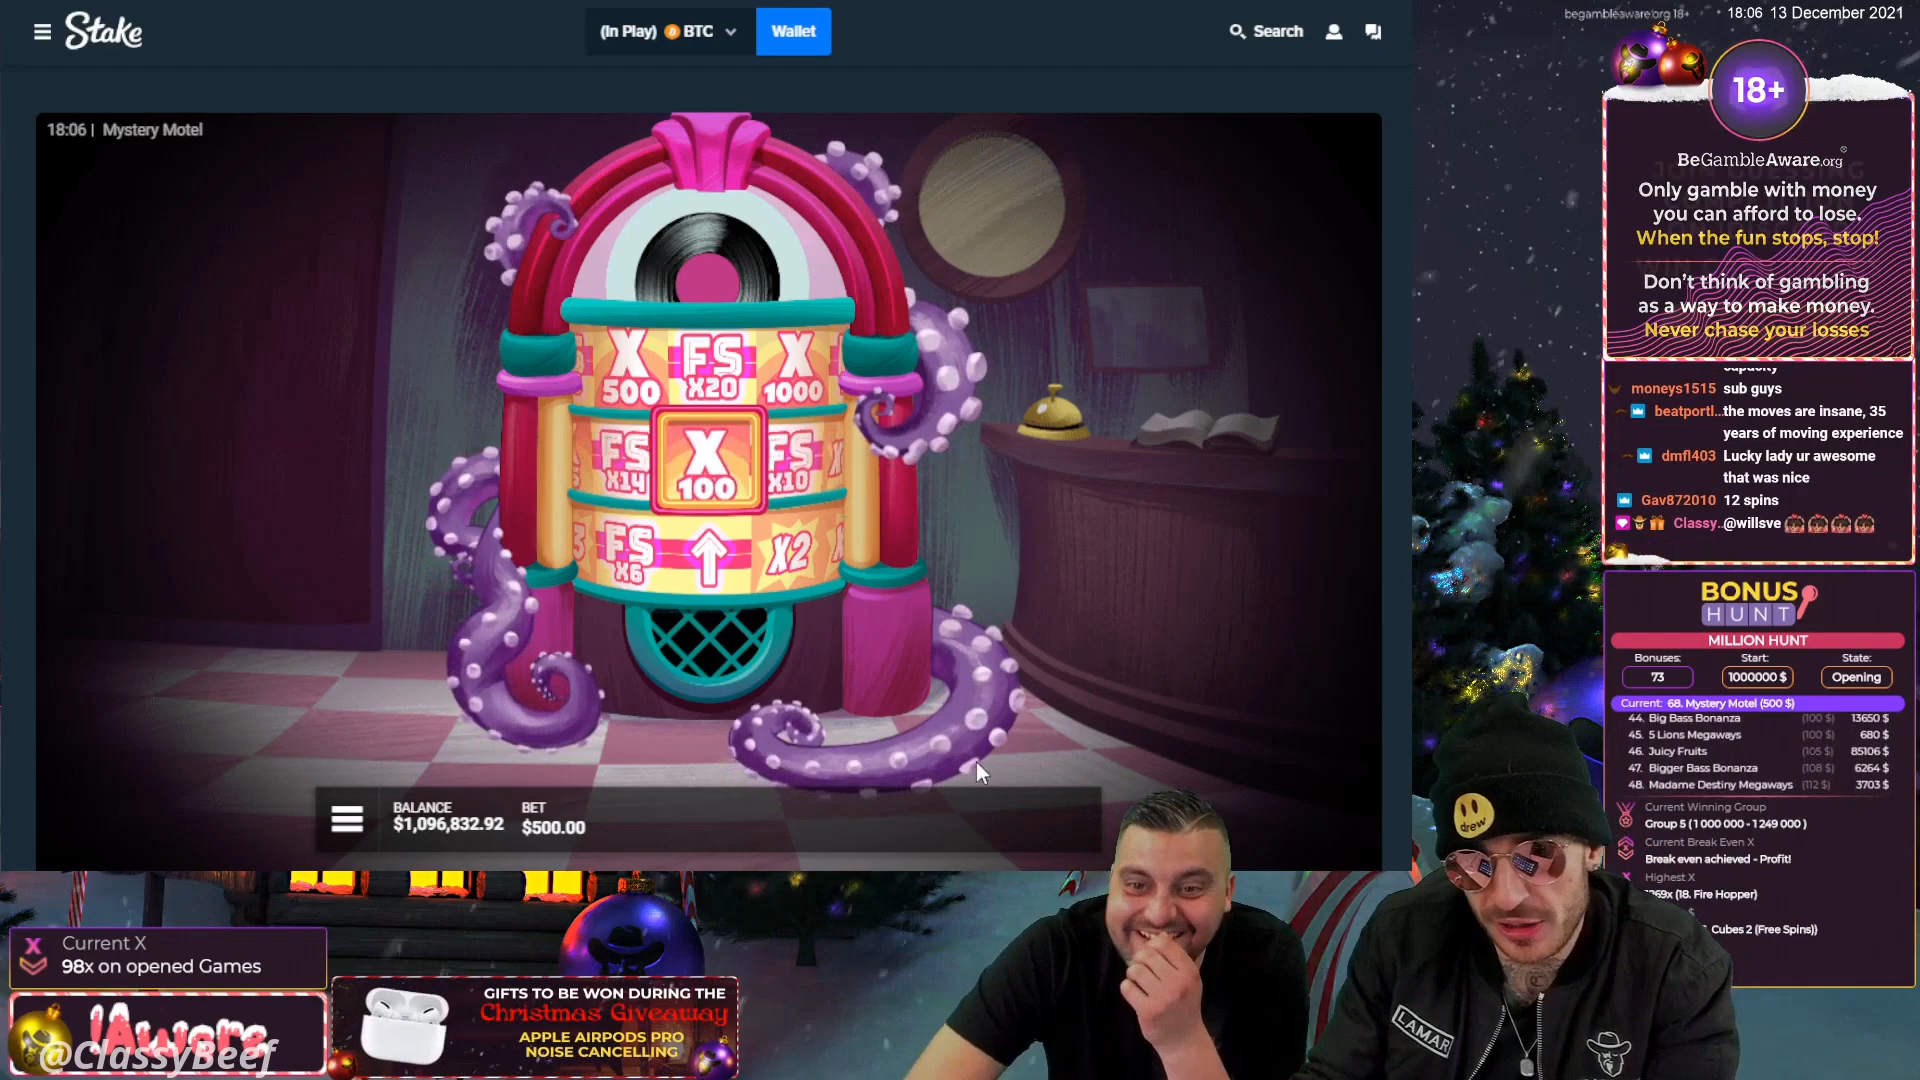 Stake
(In Play) BTC
Wallet
Search
begambleaware.org 18+
18:06 13 December 2021
18:06 | Mystery Motel
X 500
FS X20
X 1000
FS X14
X 100
FS X10
FS X6
X2
BALANCE
$1,096,832.92
BET
$500.00
18+
BeGambleAware.org
Only gamble with money
you can afford to lose.
When the fun stops, stop!
Don't think of gambling
as a way to make money.
Never chase your losses
capacity
moneys1515 sub guys
beatportl...the moves are insane, 35
years of moving experience
dmfl403 Lucky lady ur awesome
that was nice
Gav872010 12 spins
Classy...@willsve
BONUS
HUNT
MILLION HUNT
Bonuses: Start: State:
73 1000000 $ Opening
Current: 68. Mystery Motel (500 $)
44. Big Bass Bonanza (100 $) 13650 $
45. 5 Lions Megaways (100 $) 680 $
46. Juicy Fruits (105 $) 85106 $
47. Bigger Bass Bonanza (108 $) 6264 $
48. Madame Destiny Megaways (112 $) 3703 $
Current Winning Group
Group 5 (1 000 000 - 1 249 000 )
Current Break Even X
Break even achieved - Profit!
Highest X
269x (18. Fire Hopper)
Cubes 2 (Free Spins))
drew
LAMAR
Current X
98x on opened Games
@ClassyBeef
GIFTS TO BE WON DURING THE
Christmas Giveaway
APPLE AIRPODS PRO
NOISE CANCELLING